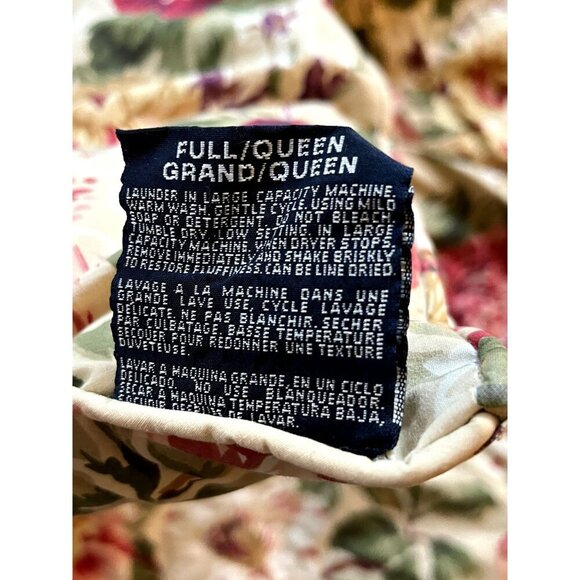 FULL/QUEEN
GRAND/QUEEN
LAUNDER IN LARGE CAPACITY MACHINE,
WARM WASH, GENTLE CYCLE, USING MILD
SOAP OR DETERGENT. DO NOT BLEACH.
TUMBLE DRY, LOW SETTING, IN LARGE
CAPACITY MACHINE. WHEN DRYER STOPS,
REMOVE IMMEDIATELY AND SHAKE BRISKLY
TO RESTORE FLUFFINESS. CAN BE LINE DRIED.
LAVAGE A LA MACHINE DANS UNE
GRANDE LAVE USE, CYCLE LAVAGE
DELICATE. NE PAS BLANCHIR. SECHER
PAR CULBATAGE, BASSE TEMPERATURE
SECOUER POUR REDONNER UNE TEXTURE
DUVETEUSE.
LAVAR A MAQUINA GRANDE, EN UN CICLO
DELICADO. NO USE BLANQUEADOR.
SECAR A MAQUINA TEMPERATURA BAJA,
DE LAVAR.